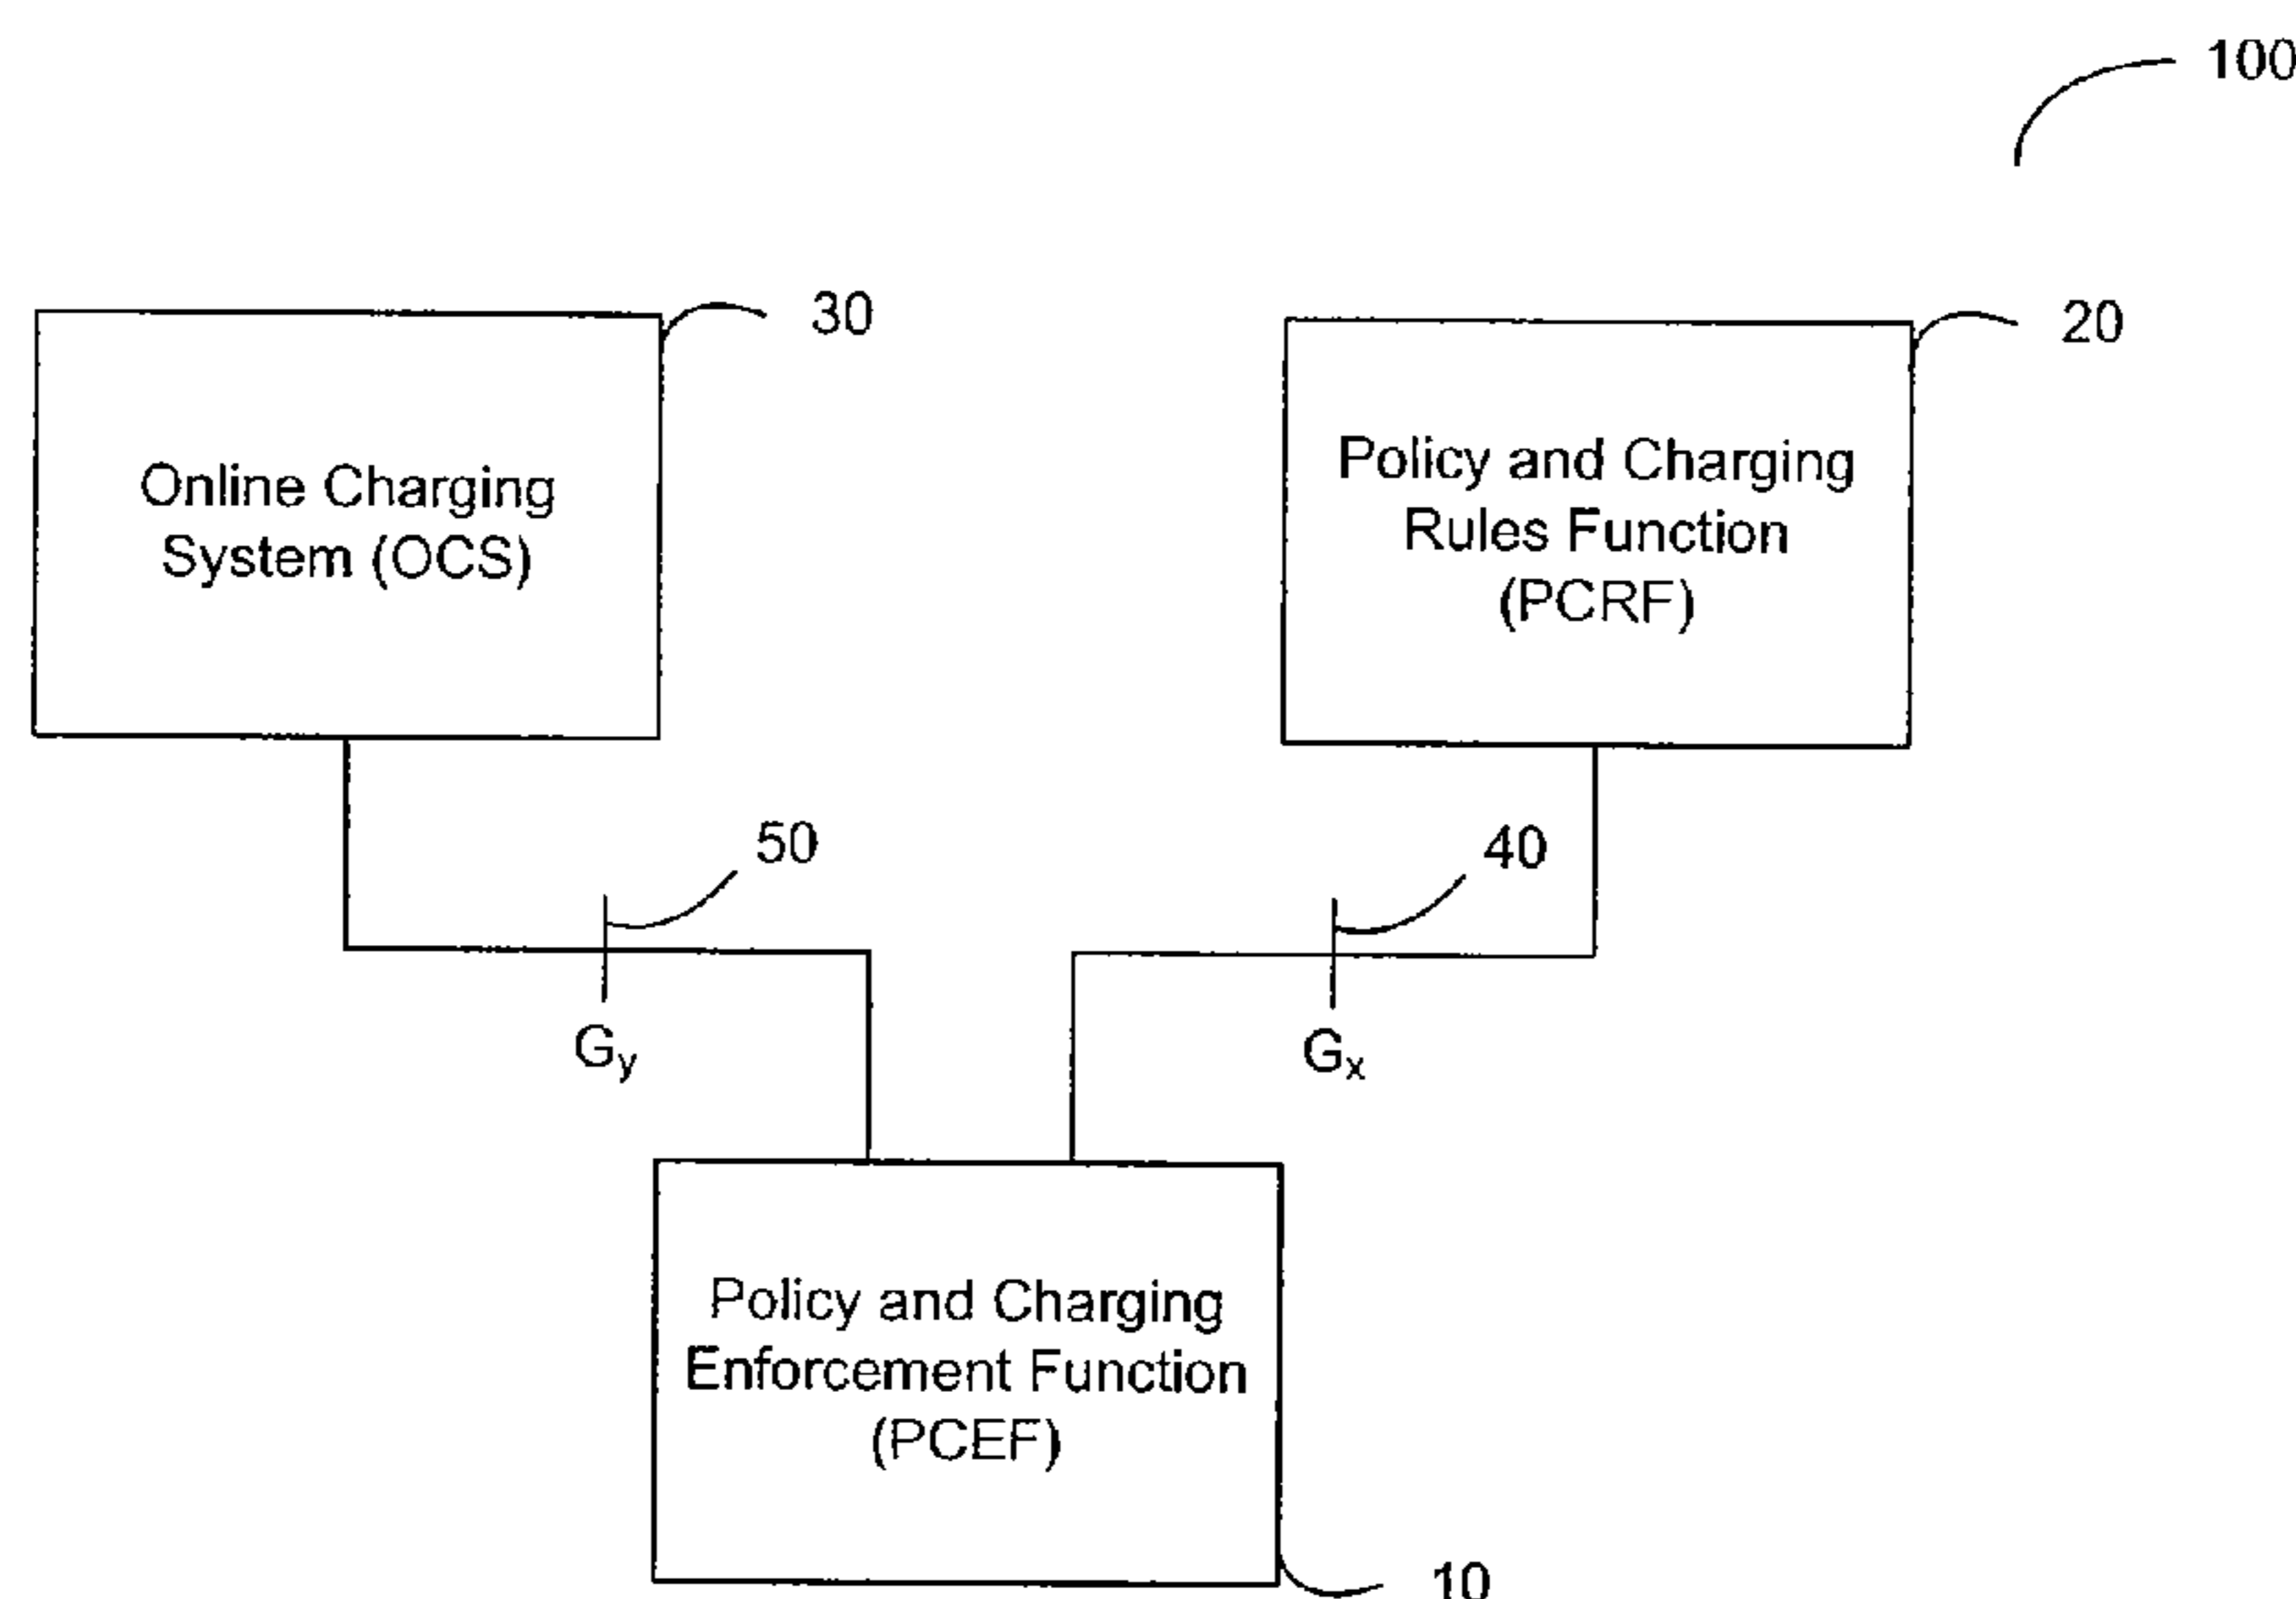 100
30
20
Online Charging
System (OCS)
Policy and Charging
Rules Function
(PCRF)
50
40
Gy
Gx
Policy and Charging
Enforcement Function
(PCEF)
10